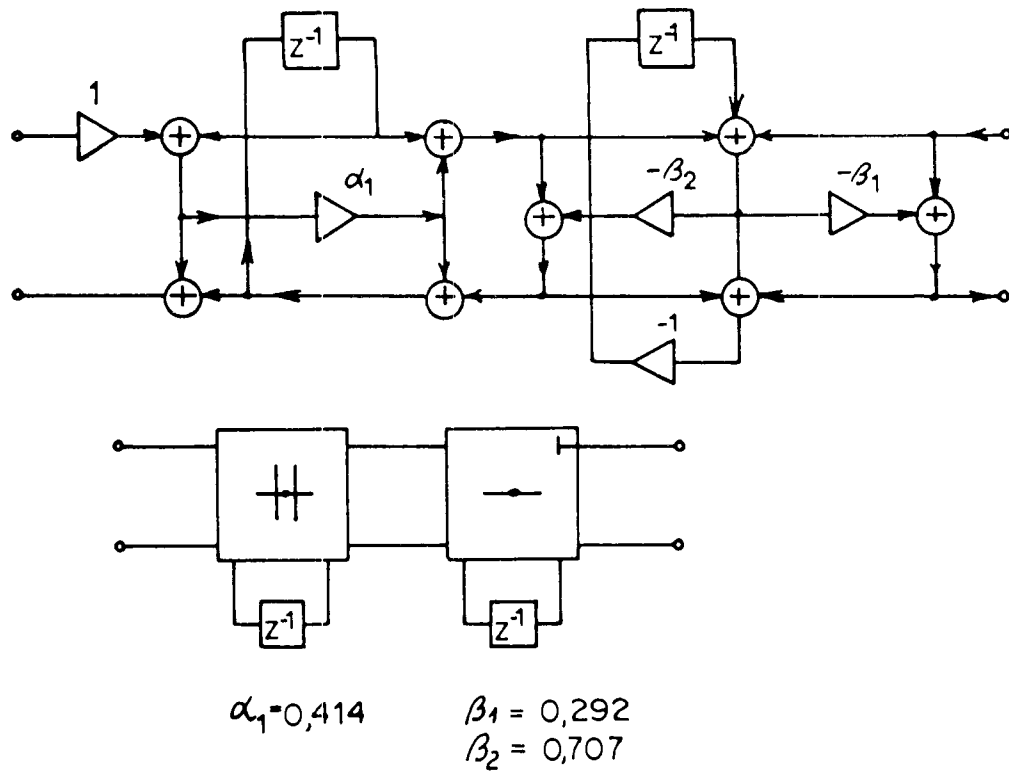 z⁻¹ z⁻¹
1
+ + +
α₁ -β₂ -β₁
+ +
+ + +
-1
z⁻¹ z⁻¹
α₁=0,414 β₁ = 0,292
β₂ = 0,707